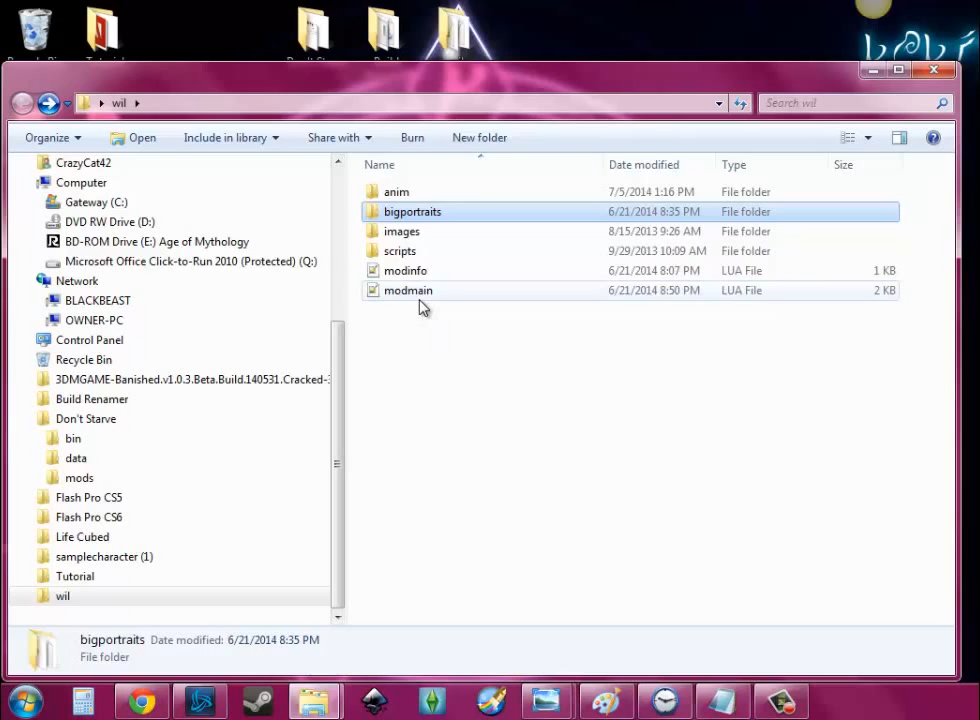 wil
Search wil
Organize Open Include in library Share with Burn New folder
Name Date modified Type Size
CrazyCat42
Computer
Gateway (C:)
DVD RW Drive (D:)
BD-ROM Drive (E:) Age of Mythology
Microsoft Office Click-to-Run 2010 (Protected) (Q:)
Network
BLACKBEAST
OWNER-PC
Control Panel
Recycle Bin
3DMGAME-Banished.v1.0.3.Beta.Build.140531.Cracked-
Build Renamer
Don't Starve
bin
data
mods
Flash Pro CS5
Flash Pro CS6
Life Cubed
samplecharacter (1)
Tutorial
wil
anim 7/5/2014 1:16 PM File folder
bigportraits 6/21/2014 8:35 PM File folder
images 8/15/2013 9:26 AM File folder
scripts 9/29/2013 10:09 AM File folder
modinfo 6/21/2014 8:07 PM LUA File 1 KB
modmain 6/21/2014 8:50 PM LUA File 2 KB
bigportraits Date modified: 6/21/2014 8:35 PM
File folder